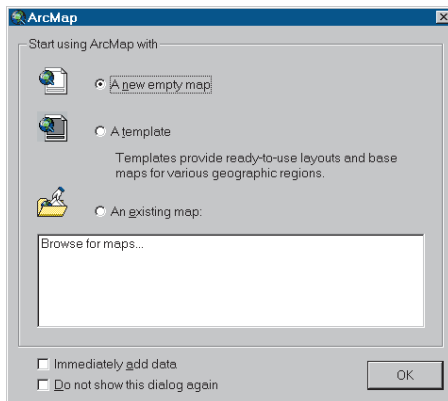 ArcMap
Start using ArcMap with
A new empty map
A template
Templates provide ready-to-use layouts and base
maps for various geographic regions.
An existing map:
Browse for maps...
Immediately add data
Do not show this dialog again
OK